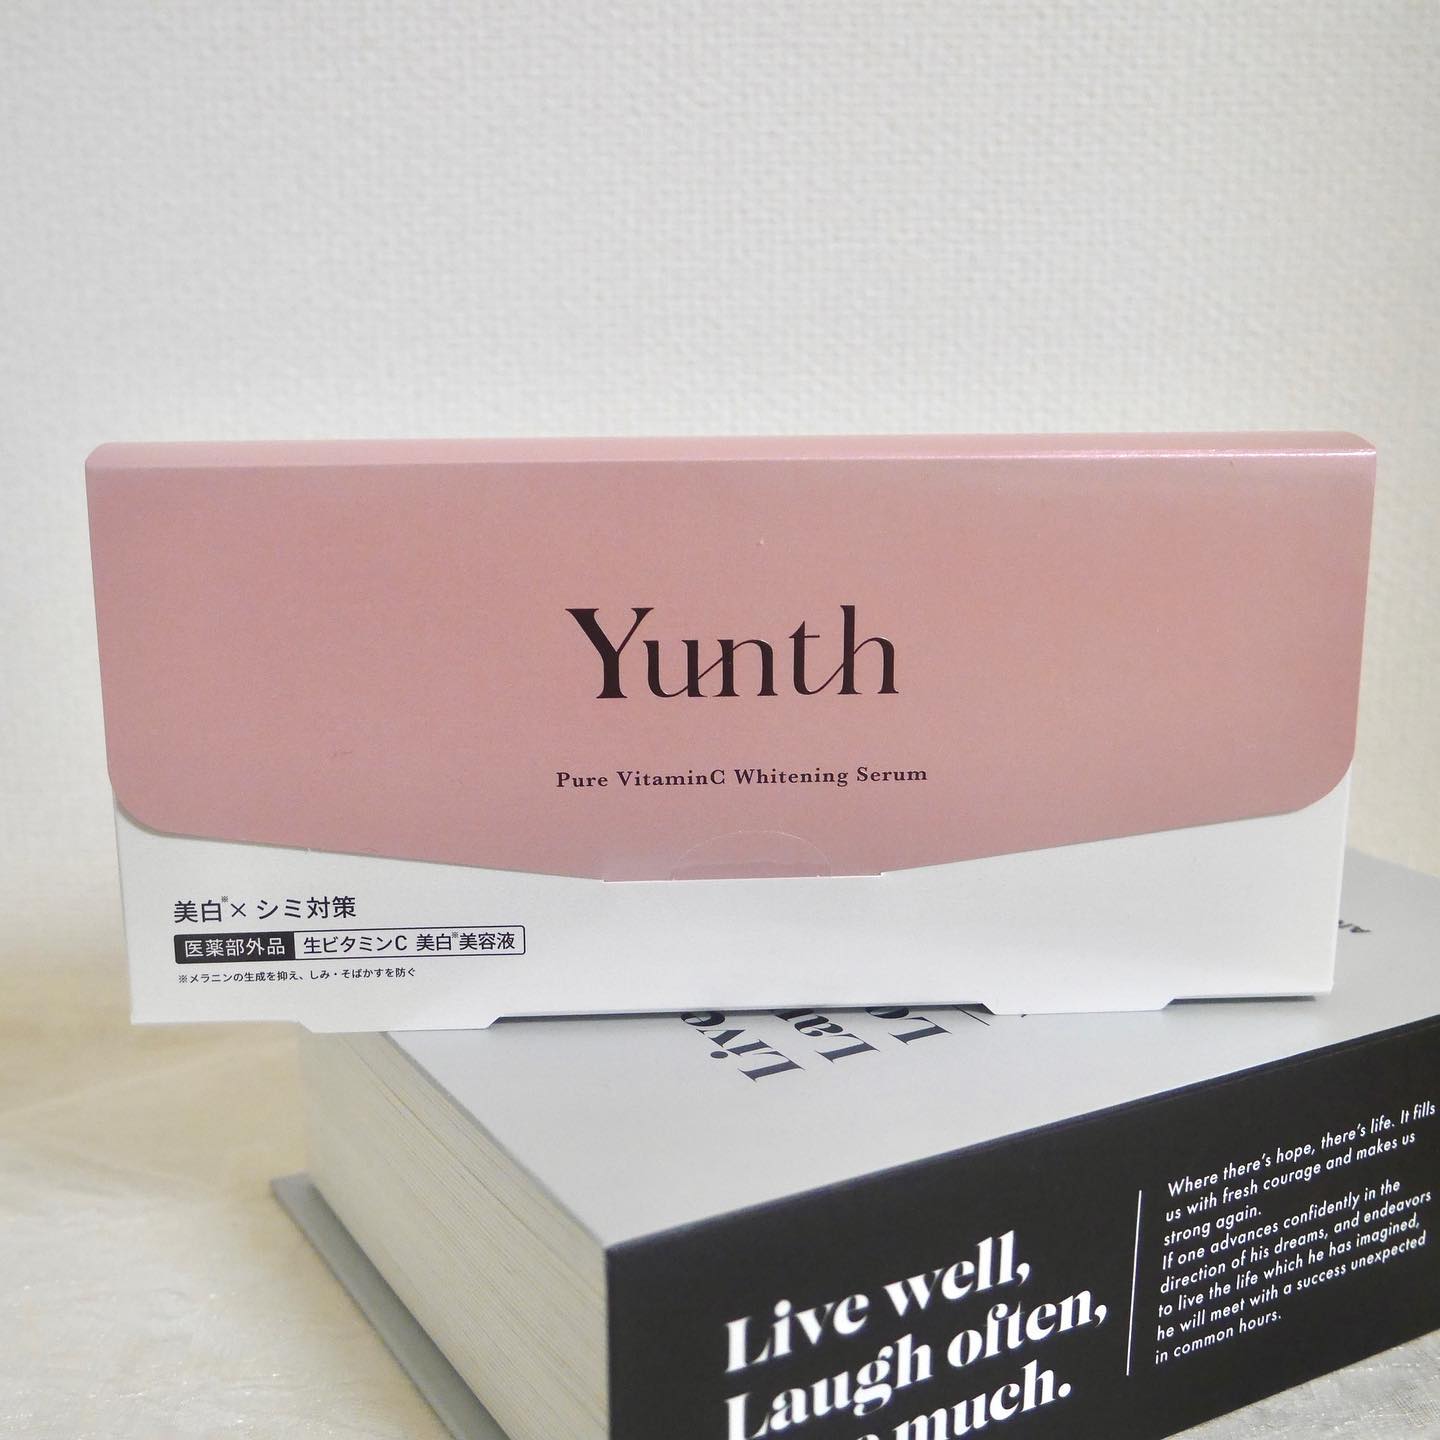 Yunth
Pure VitaminC Whitening Serum
美白※× シミ対策
医薬部外品 生ビタミンC 美白※美容液
※メラニンの生成を抑え、しみ・そばかすを防ぐ
Live
La
Lo
Live well,
Laugh often,
much.
Where there's hope, there's life. It fills
us with fresh courage and makes us
strong again.
If one advances confidently in the
direction of his dreams, and endeavors
to live the life which he has imagined,
he will meet with a success unexpected
in common hours.